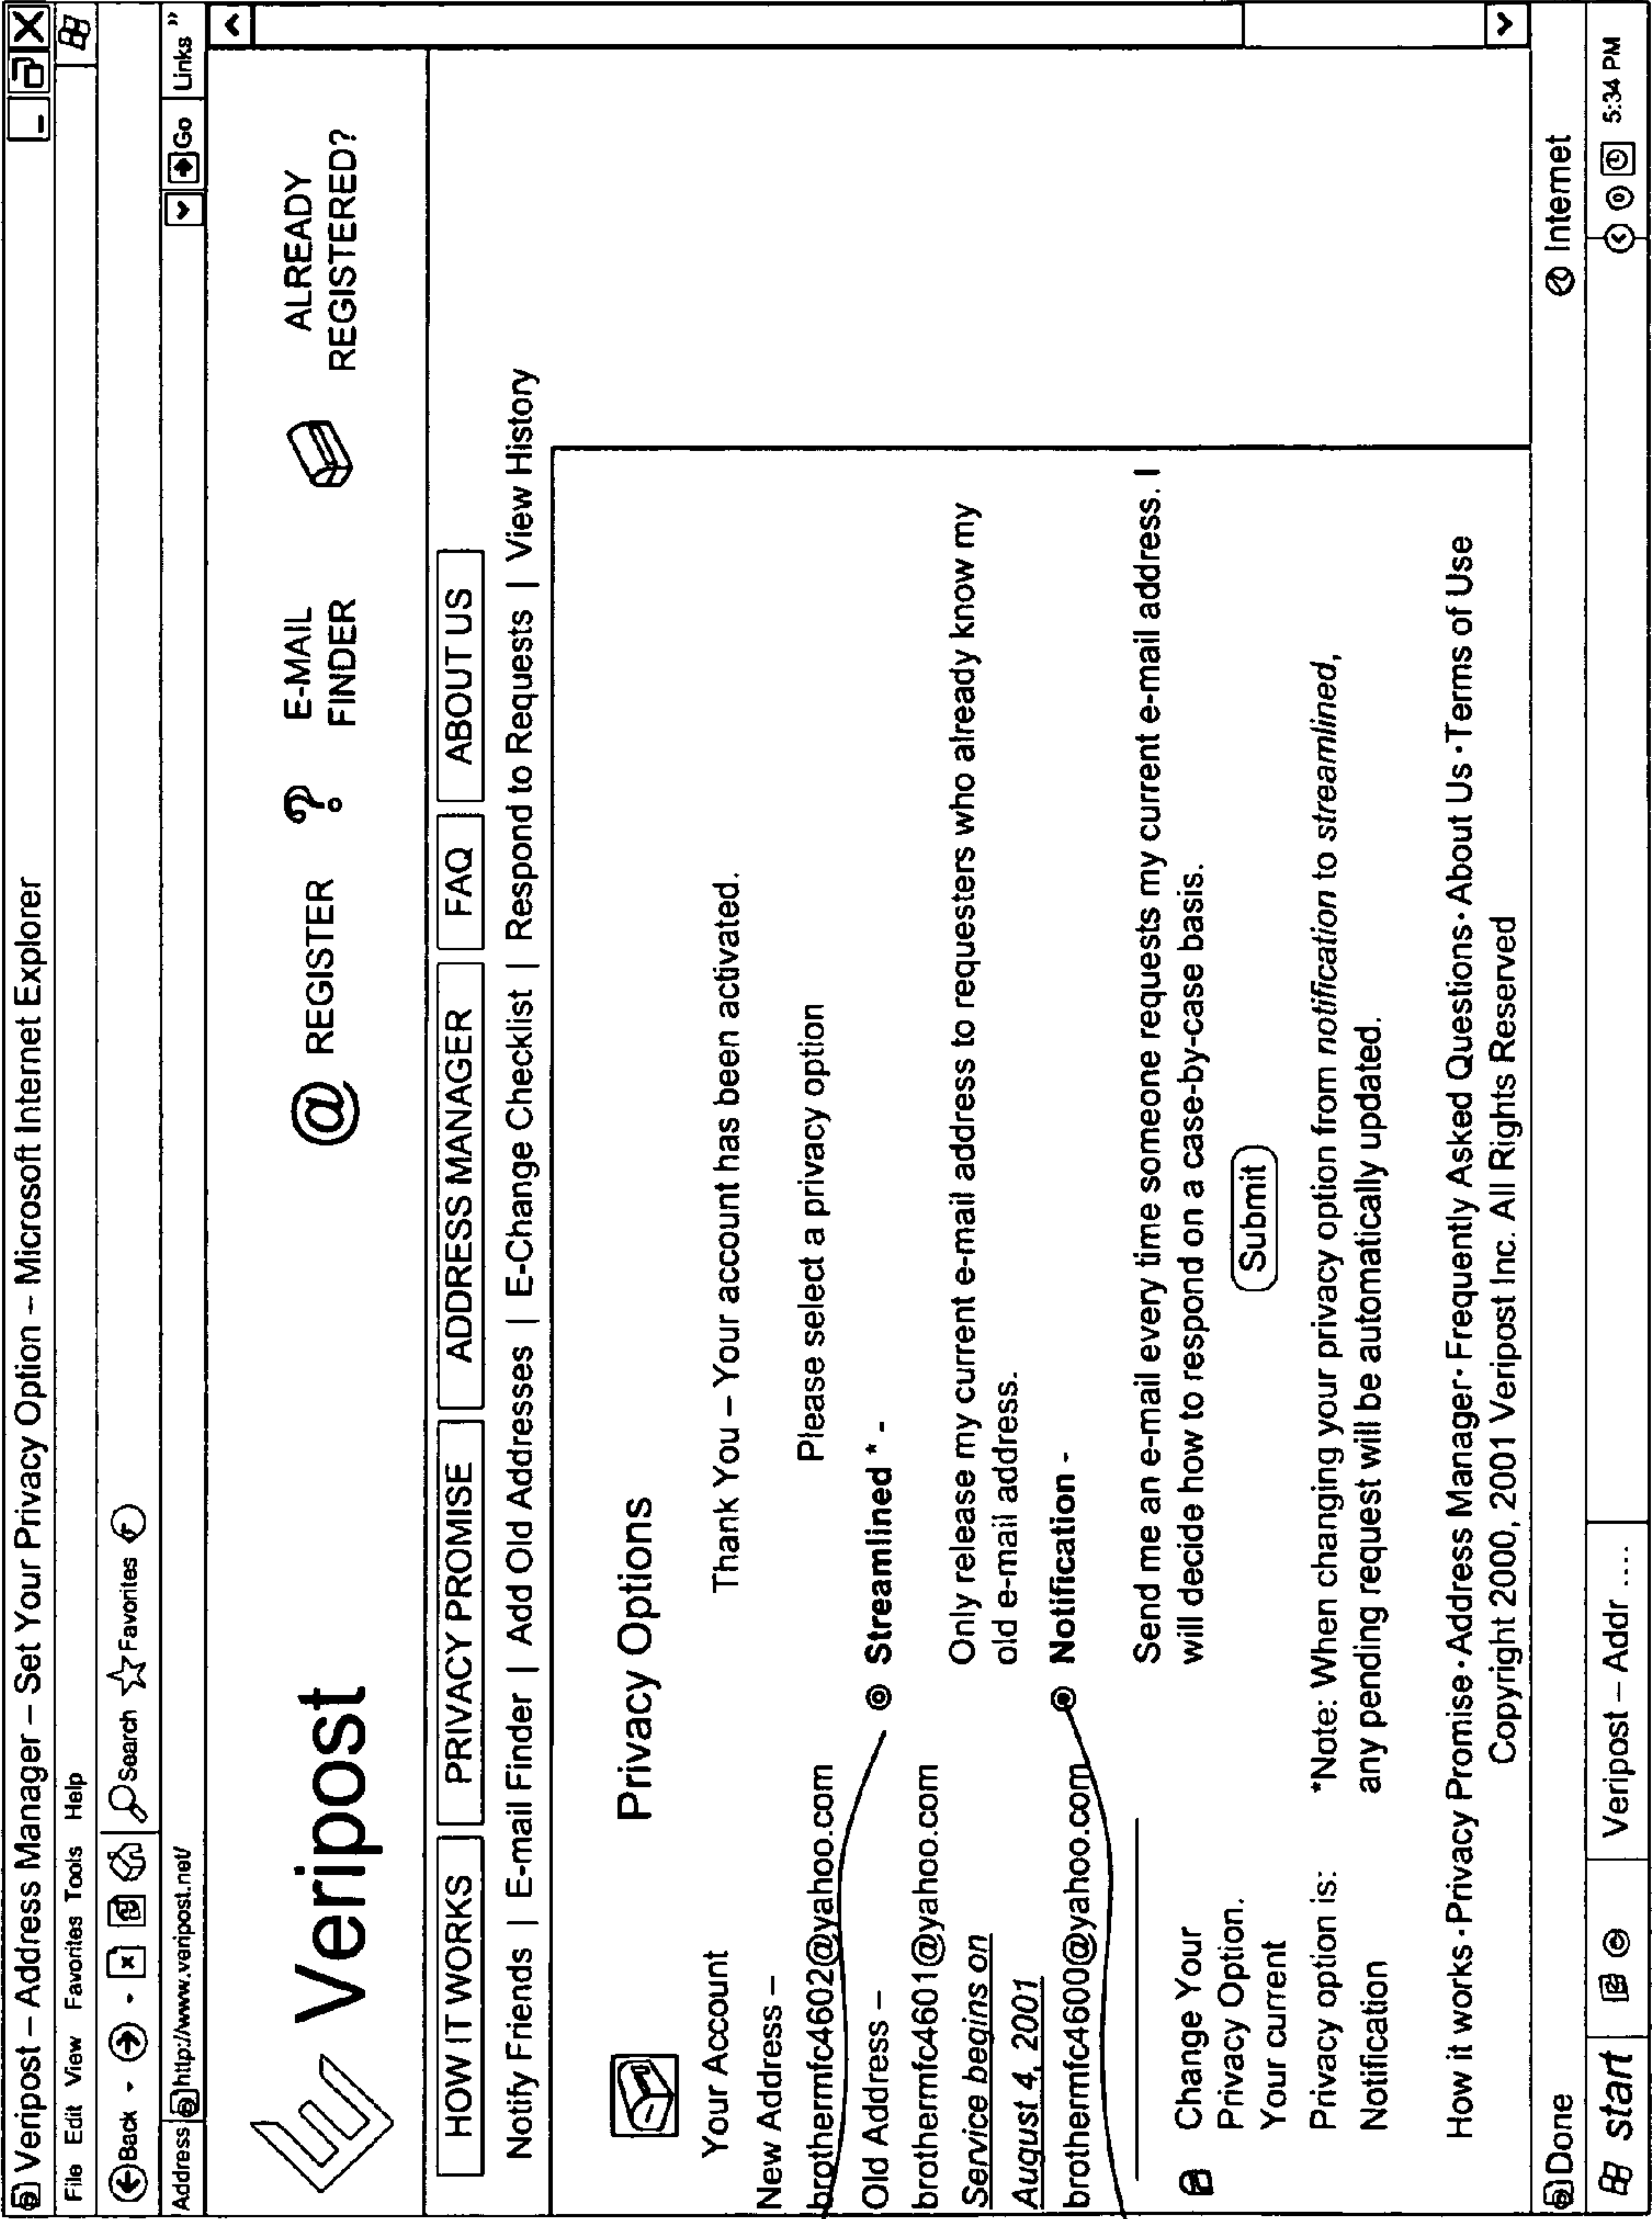 Veripost – Address Manager – Set Your Privacy Option – Microsoft Internet Explorer
File Edit View Favorites Tools Help
Back Search Favorites
Address http://www.veripost.net/ Go Links »
Veripost
@ REGISTER
? E-MAIL FINDER
ALREADY REGISTERED?
HOW IT WORKS PRIVACY PROMISE ADDRESS MANAGER FAQ ABOUT US
Notify Friends | E-mail Finder | Add Old Addresses | E-Change Checklist | Respond to Requests | View History
Privacy Options
Your Account
New Address –
brothermfc4602@yahoo.com
Old Address –
brothermfc4601@yahoo.com
Service begins on
August 4, 2001
brothermfc4600@yahoo.com
Change Your
Privacy Option.
Your current
Privacy option is:
Notification
Thank You – Your account has been activated.
Please select a privacy option
Streamlined * -
Only release my current e-mail address to requesters who already know my
old e-mail address.
Notification -
Send me an e-mail every time someone requests my current e-mail address. I
will decide how to respond on a case-by-case basis.
Submit
*Note: When changing your privacy option from notification to streamlined,
any pending request will be automatically updated.
How it works · Privacy Promise · Address Manager · Frequently Asked Questions · About Us · Terms of Use
Copyright 2000, 2001 Veripost Inc. All Rights Reserved
Done Internet
start Veripost – Addr .... 5:34 PM